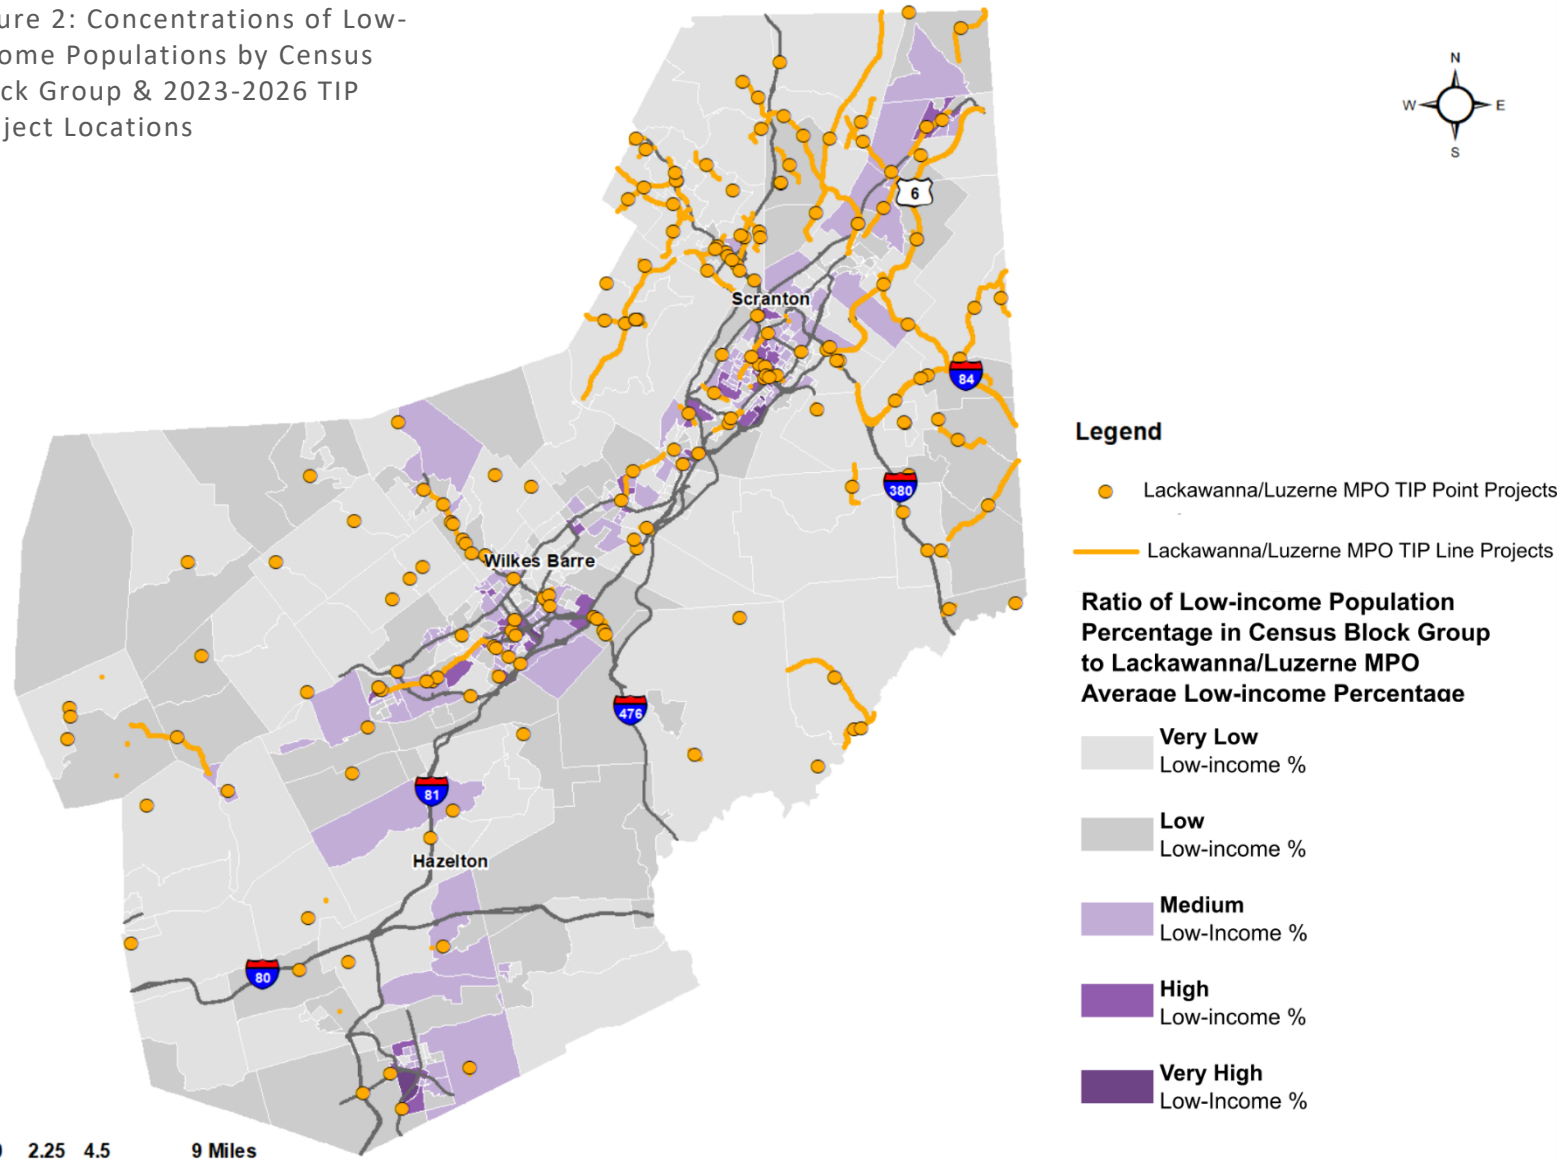 ure 2: Concentrations of Low-
ome Populations by Census
ck Group & 2023-2026 TIP
ject Locations
N
W E
S
6
Scranton
84
Legend
380
Lackawanna/Luzerne MPO TIP Point Projects
Lackawanna/Luzerne MPO TIP Line Projects
Wilkes Barre
Ratio of Low-income Population
Percentage in Census Block Group
to Lackawanna/Luzerne MPO
Average Low-income Percentage
476
Very Low
Low-income %
81
Low
Low-income %
Hazelton
Medium
Low-Income %
80
High
Low-income %
Very High
Low-Income %
2.25 4.5 9 Miles